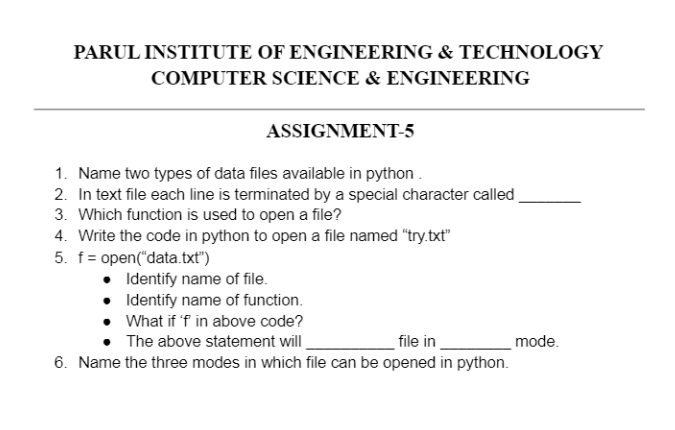 PARUL INSTITUTE OF ENGINEERING & TECHNOLOGY
COMPUTER SCIENCE & ENGINEERING
ASSIGNMENT-5
1. Name two types of data files available in python .
2. In text file each line is terminated by a special character called _______
3. Which function is used to open a file?
4. Write the code in python to open a file named “try.txt”
5. f = open(“data.txt”)
● Identify name of file.
● Identify name of function.
● What if ‘f’ in above code?
● The above statement will __________ file in ________ mode.
6. Name the three modes in which file can be opened in python.